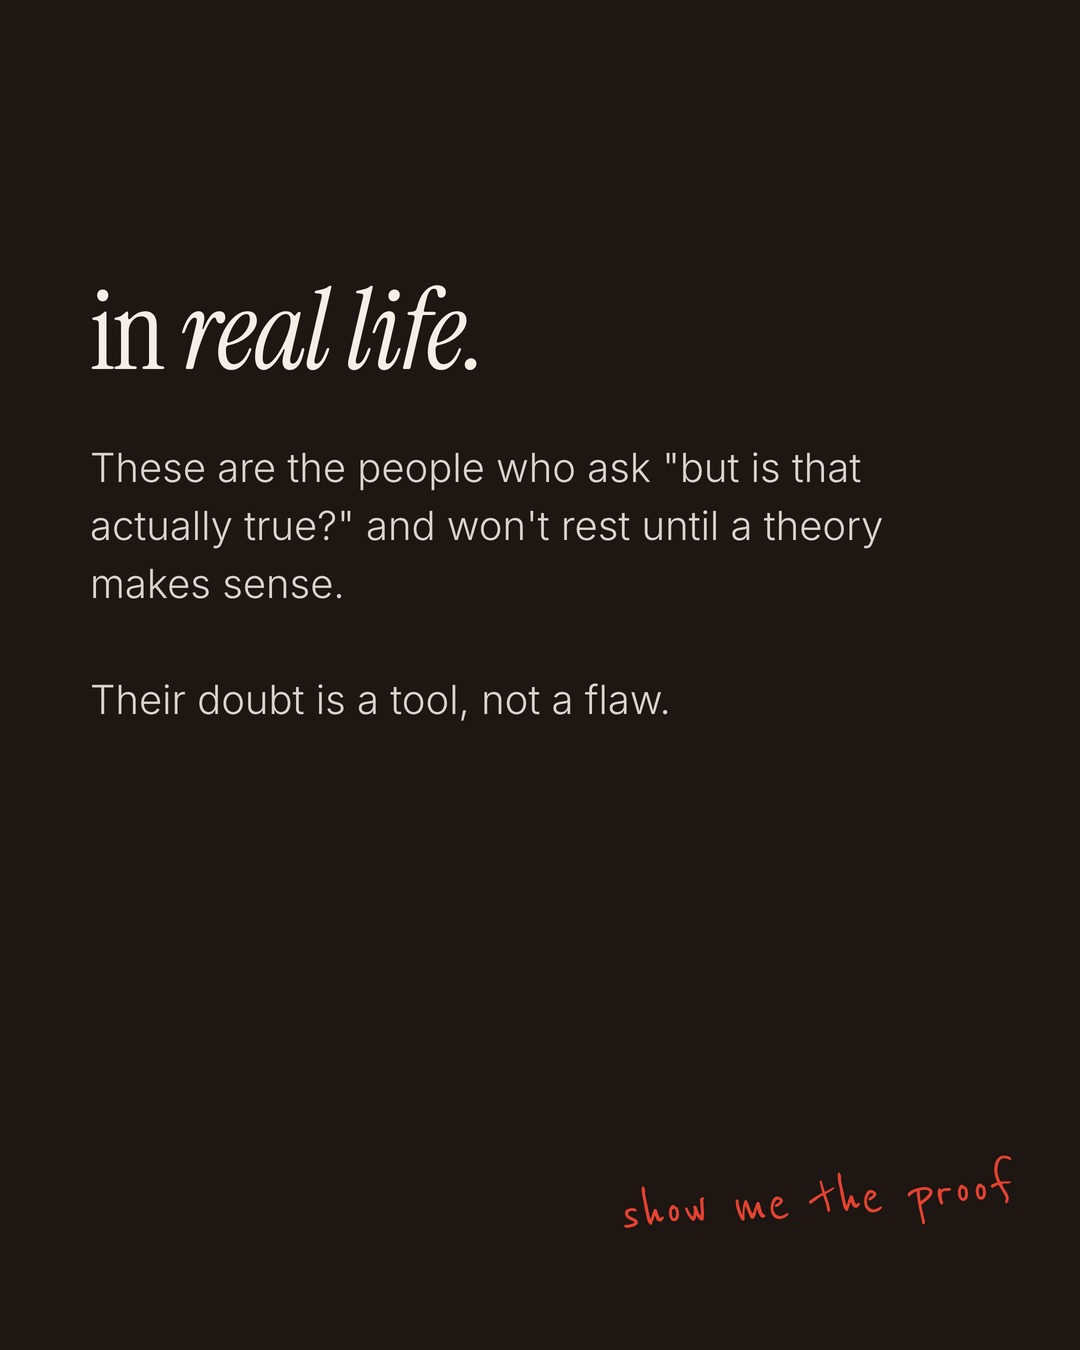 in real life.
These are the people who ask "but is that
actually true?" and won't rest until a theory
makes sense.
Their doubt is a tool, not a flaw.
show me the proof